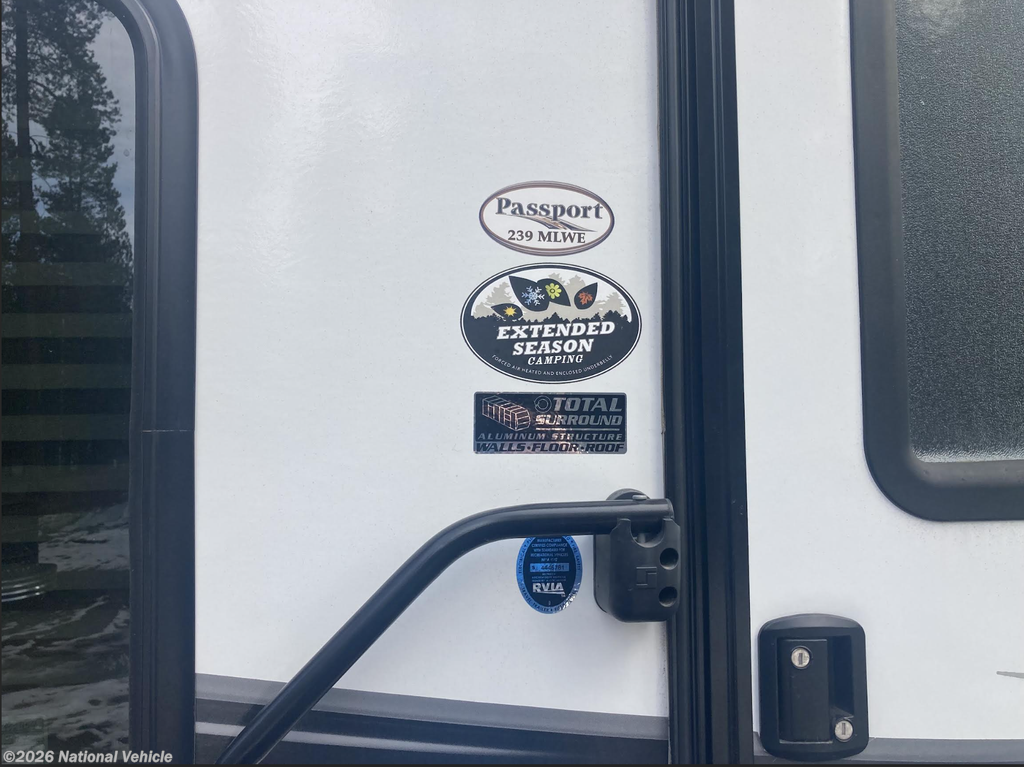 Passport
239 MLWE
EXTENDED
SEASON
CAMPING
FORCED AIR HEATED AND ENCLOSED UNDERBELLY
TOTAL
SURROUND
ALUMINUM STRUCTURE
WALLS·FLOOR·ROOF
MANUFACTURER
RVIA
©2026 National Vehicle